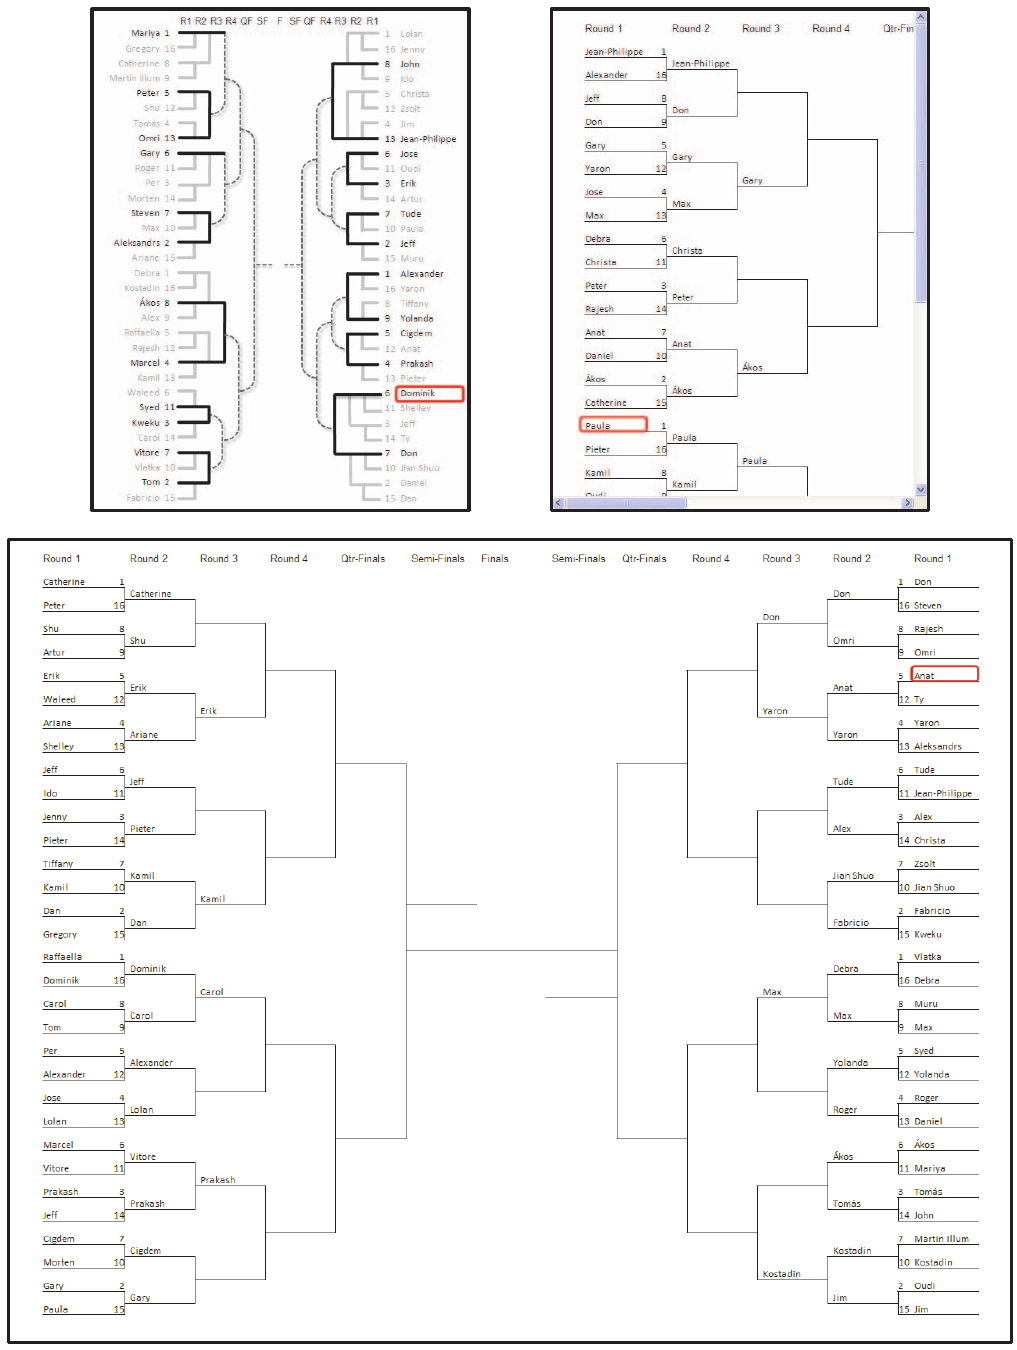 R1 R2 R3 R4 QF SF F SF QF R4 R3 R2 R1
Mariya 1
Gregory 16
Catherine 8
Martin Illum 9
Peter 5
Shu 12
Tomás 4
Omri 13
Gary 6
Roger 11
Per 3
Morten 14
Steven 7
Max 10
Aleksandrs 2
Ariane 15
Debra 1
Kostadin 16
Ákos 8
Alex 9
Raffaella 5
Rajesh 12
Marcel 4
Kamil 13
Waleed 6
Syed 11
Kweku 3
Carol 14
Vitore 7
Vlatka 10
Tom 2
Fabricio 15
1 Lolan
16 Jenny
8 John
9 Ido
5 Christa
12 Zsolt
4 Jim
13 Jean-Philippe
6 Jose
11 Oudi
3 Erik
14 Artur
7 Tude
10 Paula
2 Jeff
15 Muru
1 Alexander
16 Yaron
8 Tiffany
9 Yolanda
5 Cigdem
12 Anat
4 Prakash
13 Pieter
6 Dominik
11 Shelley
3 Jeff
14 Ty
7 Don
10 Jian Shuo
2 Daniel
15 Dan
Round 1 Round 2 Round 3 Round 4 Qtr-Fin
Jean-Philippe 1
Jean-Philippe
Alexander 16
Jeff 8
Don
Don 9
Gary 5
Gary
Yaron 12
Gary
Jose 4
Max
Max 13
Debra 6
Christa
Christa 11
Peter 3
Peter
Rajesh 14
Anat 7
Anat
Daniel 10
Ákos
Ákos 2
Ákos
Catherine 15
Paula 1
Paula
Pieter 16
Paula
Kamil 8
Kamil
Oudi 9
Round 1 Round 2 Round 3 Round 4 Qtr-Finals Semi-Finals Finals Semi-Finals Qtr-Finals Round 4 Round 3 Round 2 Round 1
Catherine 1
Catherine
Peter 16
Shu 8
Shu
Artur 9
Erik 5
Erik
Waleed 12
Erik
Ariane 4
Ariane
Shelley 13
Jeff 6
Jeff
Ido 11
Jenny 3
Pieter
Pieter 14
Tiffany 7
Kamil
Kamil 10
Kamil
Dan 2
Dan
Gregory 15
Raffaella 1
Dominik
Dominik 16
Carol
Carol 8
Carol
Tom 9
Per 5
Alexander
Alexander 12
Jose 4
Lolan
Lolan 13
Marcel 6
Vitore
Vitore 11
Prakash
Prakash 3
Prakash
Jeff 14
Cigdem 7
Cigdem
Morten 10
Gary 2
Gary
Paula 15
1 Don
Don
16 Steven
Don
8 Rajesh
Omri
9 Omri
5 Anat
Anat
12 Ty
Yaron
4 Yaron
Yaron
13 Aleksandrs
6 Tude
Tude
11 Jean-Philippe
3 Alex
Alex
14 Christa
7 Zsolt
Jian Shuo
10 Jian Shuo
2 Fabricio
Fabricio
15 Kweku
1 Vlatka
Debra
16 Debra
Max
8 Muru
Max
9 Max
5 Syed
Yolanda
12 Yolanda
4 Roger
Roger
13 Daniel
6 Ákos
Ákos
11 Mariya
3 Tomás
Tomás
14 John
7 Martin Illum
Kostadin
10 Kostadin
Kostadin
2 Oudi
Jim
15 Jim